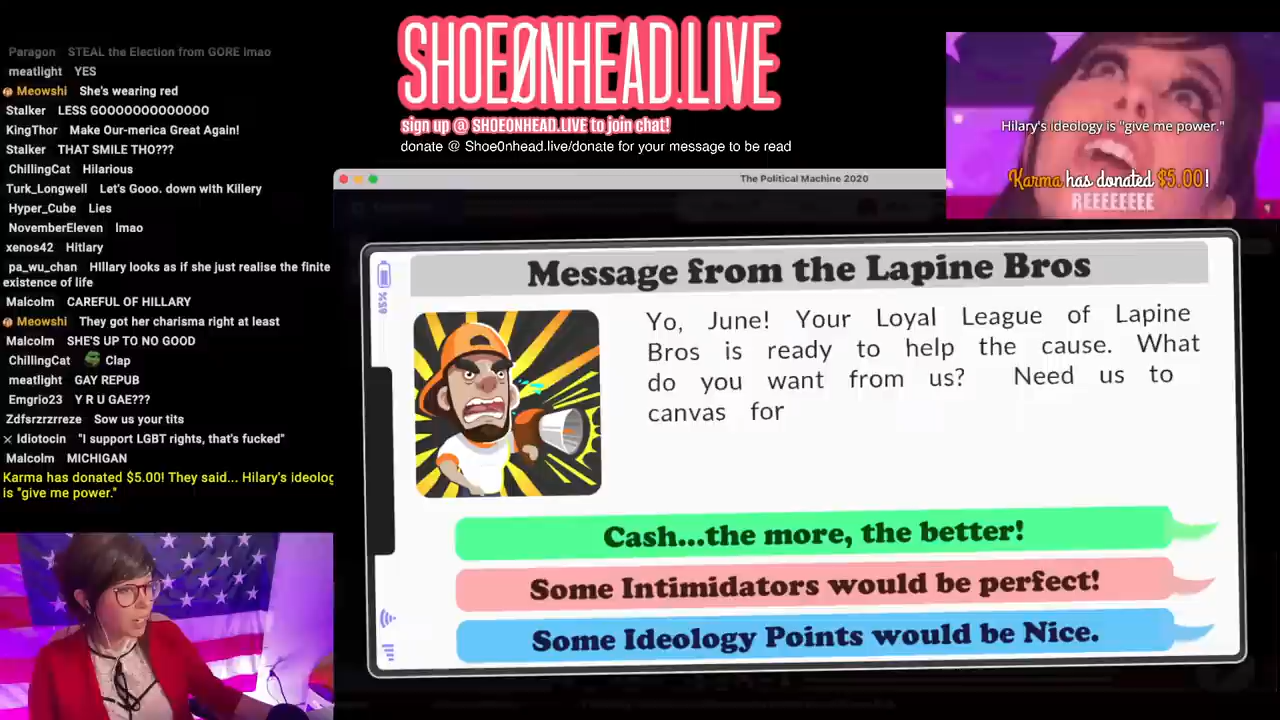 Paragon STEAL the Election from GORE lmao
meatlight YES
Meowshi She's wearing red
Stalker LESS GOOOOOOOOOOOO
KingThor Make Our-merica Great Again!
Stalker THAT SMILE THO???
ChillingCat Hilarious
Turk_Longwell Let's Gooo. down with Killery
Hyper_Cube Lies
NovemberEleven lmao
xenos42 Hitlary
pa_wu_chan HIllary looks as if she just realise the finite
existence of life
Malcolm CAREFUL OF HILLARY
Meowshi They got her charisma right at least
Malcolm SHE'S UP TO NO GOOD
ChillingCat Clap
meatlight GAY REPUB
Emgrio23 Y R U GAE???
Zdfsrzrzrreze Sow us your tits
Idiotocin "I support LGBT rights, that's fucked"
Malcolm MICHIGAN
Karma has donated $5.00! They said... Hilary's ideolog
is "give me power."
SHOE0NHEAD.LIVE
sign up @ SHOEONHEAD.LIVE to join chat!
donate @ Shoe0nhead.live/donate for your message to be read
Hilary's ideology is "give me power."
Karma has donated $5.00!
REEEEEEEE
The Political Machine 2020
59%
Message from the Lapine Bros
Yo, June! Your Loyal League of Lapine
Bros is ready to help the cause. What
do you want from us? Need us to
canvas for
Cash...the more, the better!
Some Intimidators would be perfect!
Some Ideology Points would be Nice.